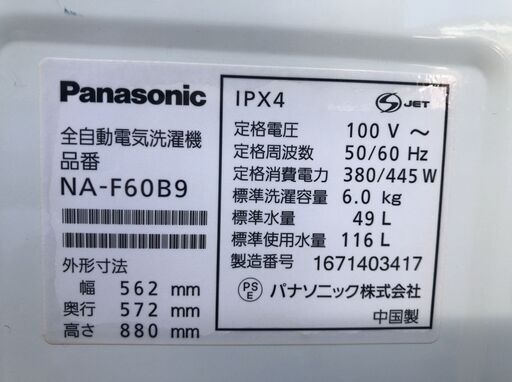 Panasonic
全自動電気洗濯機
品番
NA-F60B9
外形寸法
幅 562 mm
奥行 572 mm
高さ 880 mm
IPX4
S JET
定格電圧 100 V ～
定格周波数 50/60 Hz
定格消費電力 380/445 W
標準洗濯容量 6.0 kg
標準水量 49 L
標準使用水量 116 L
製造番号 1671403417
PS
E
パナソニック株式会社
中国製